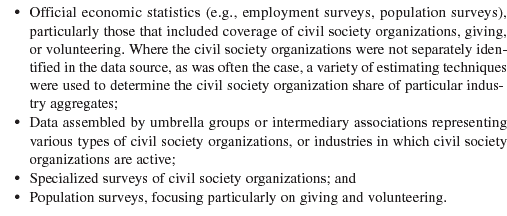 • Official economic statistics (e.g., employment surveys, population surveys),
particularly those that included coverage of civil society organizations, giving,
or volunteering. Where the civil society organizations were not separately iden-
tified in the data source, as was often the case, a variety of estimating techniques
were used to determine the civil society organization share of particular indus-
try aggregates;
• Data assembled by umbrella groups or intermediary associations representing
various types of civil society organizations, or industries in which civil society
organizations are active;
• Specialized surveys of civil society organizations; and
• Population surveys, focusing particularly on giving and volunteering.